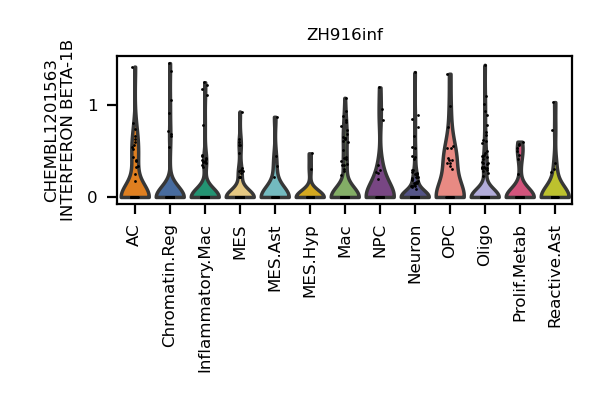 ZH916inf
CHEMBL1201563
INTERFERON BETA-1B
1
0
AC
Chromatin.Reg
Inflammatory.Mac
MES
MES.Ast
MES.Hyp
Mac
NPC
Neuron
OPC
Oligo
Prolif.Metab
Reactive.Ast